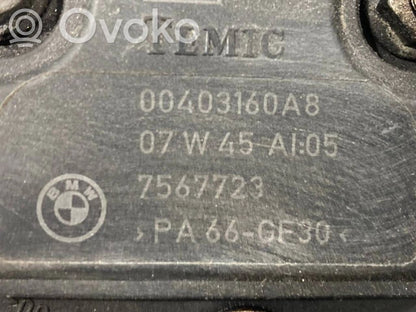 Ovoko
TEMIC
00403160A8
07 W 45 AI:05
7567723
BMW
>PA 66-GF30<